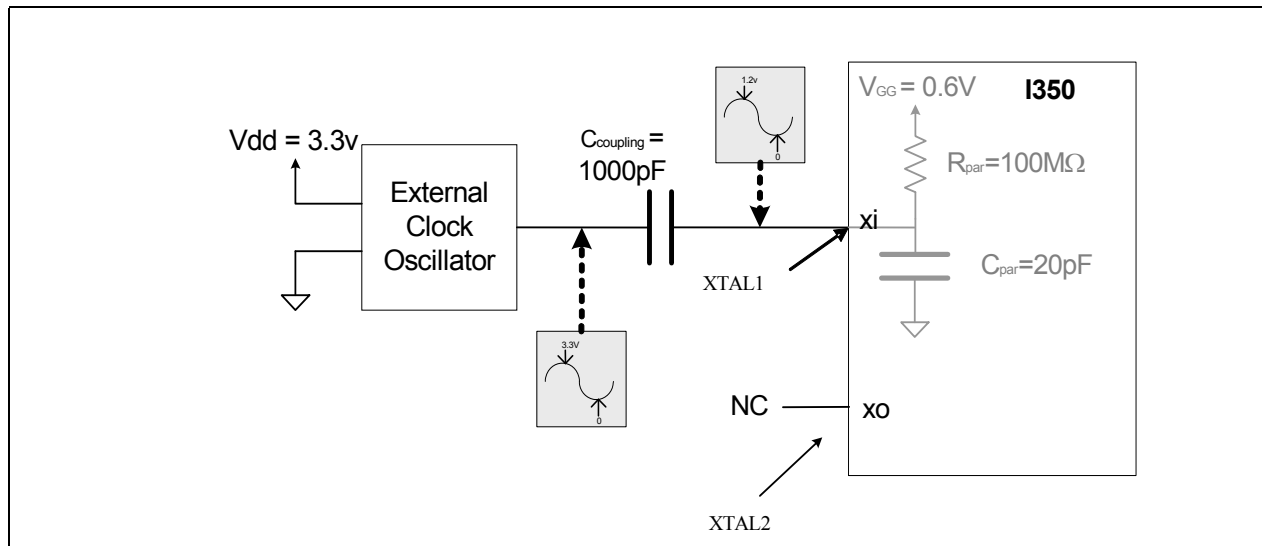 Vdd = 3.3v
External
Clock
Oscillator
3.3V
0
Ccoupling =
1000pF
1.2v
0
XTAL1
I350
VGG = 0.6V
Rpar=100MΩ
xi
Cpar=20pF
NC
xo
XTAL2